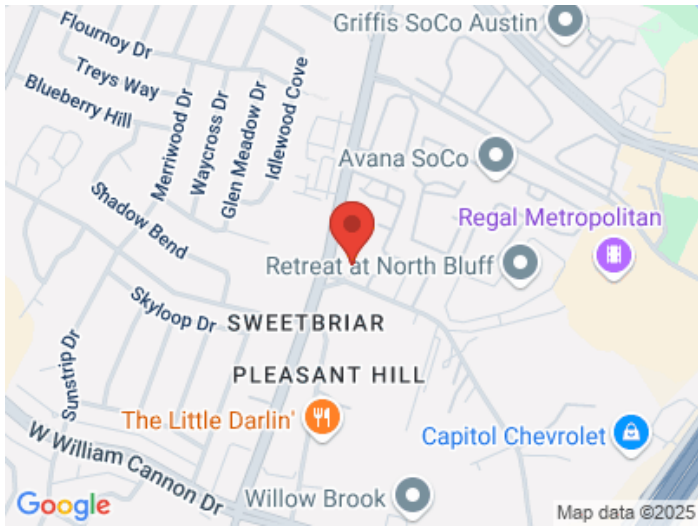 Griffis SoCo Austin
Flournoy Dr
Treys Way
Blueberry Hill
Merriwood Dr
Waycross Dr
Glen Meadow Dr
Idlewood Cove
Avana SoCo
Shadow Bend
Regal Metropolitan
Retreat at North Bluff
Skyloop Dr
SWEETBRIAR
Sunstrip Dr
PLEASANT HILL
The Little Darlin'
Capitol Chevrolet
W William Cannon Dr
Willow Brook
Google
Map data ©2025